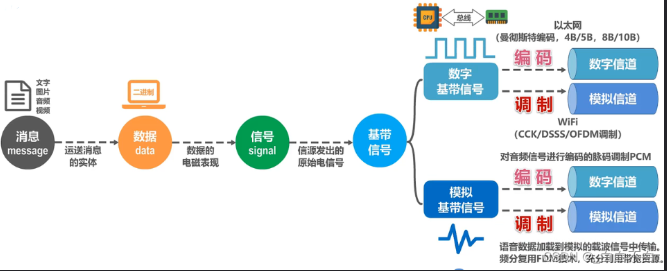 CPU
总线
以太网
(曼彻斯特编码，4B/5B，8B/10B)
文字
图片
音频
视频
二进制
消息
message
运送消息
的实体
数据
data
数据的
电磁表现
信号
signal
信源发出的
原始电信号
基带
信号
数字
基带信号
编码
数字信道
调制
模拟信道
WiFi
(CCK/DSSS/OFDM调制)
对音频信号进行编码的脉码调制PCM
模拟
基带信号
编码
数字信道
调制
模拟信道
语音数据加载到模拟的载波信号中传输。
频分复用FDM技术，充分利用带宽资源。